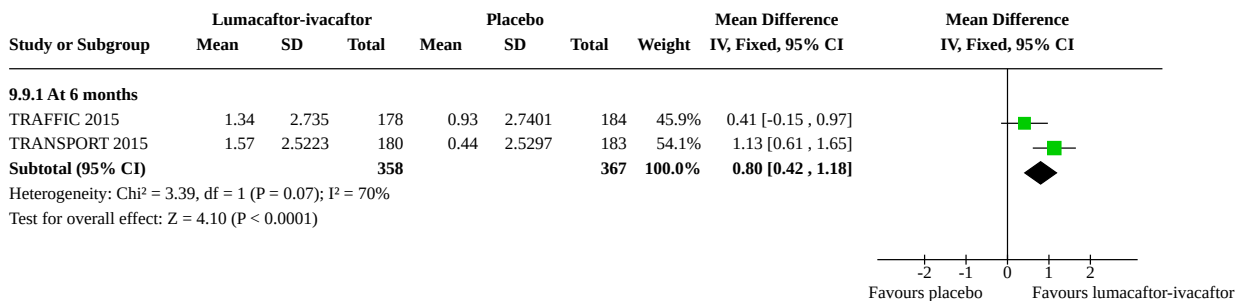 Lumacaftor-ivacaftor Placebo Mean Difference Mean Difference
Study or Subgroup Mean SD Total Mean SD Total Weight IV, Fixed, 95% CI IV, Fixed, 95% CI
9.9.1 At 6 months
TRAFFIC 2015 1.34 2.735 178 0.93 2.7401 184 45.9% 0.41 [-0.15 , 0.97]
TRANSPORT 2015 1.57 2.5223 180 0.44 2.5297 183 54.1% 1.13 [0.61 , 1.65]
Subtotal (95% CI) 358 367 100.0% 0.80 [0.42 , 1.18]
Heterogeneity: Chi² = 3.39, df = 1 (P = 0.07); I² = 70%
Test for overall effect: Z = 4.10 (P < 0.0001)
-2 -1 0 1 2
Favours placebo Favours lumacaftor-ivacaftor